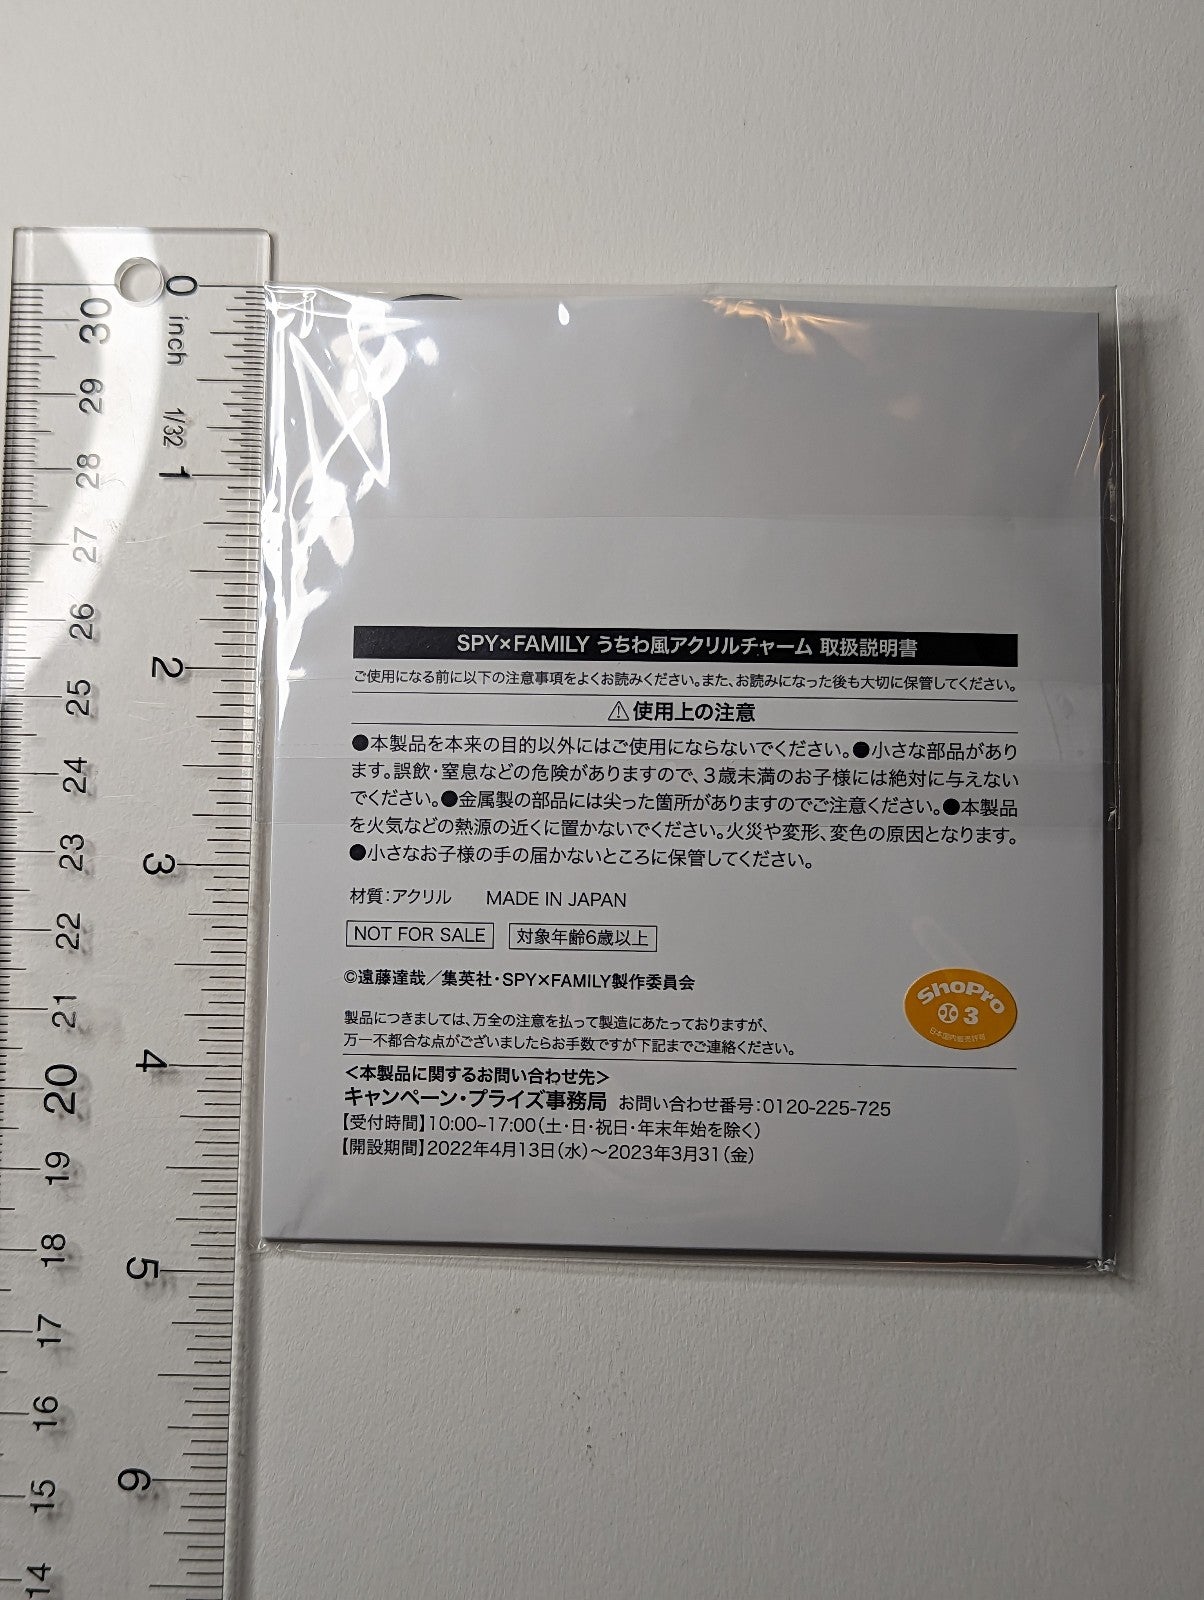 0
inch
1/32
1
2
3
4
5
6
30
29
28
27
26
25
24
23
22
21
20
19
18
17
16
15
14
SPY×FAMILY うちわ風アクリルチャーム 取扱説明書
ご使用になる前に以下の注意事項をよくお読みください。また、お読みになった後も大切に保管してください。
⚠使用上の注意
●本製品を本来の目的以外にはご使用にならないでください。●小さな部品があり
ます。誤飲・窒息などの危険がありますので、3歳未満のお子様には絶対に与えない
でください。●金属製の部品には尖った箇所がありますのでご注意ください。●本製品
を火気などの熱源の近くに置かないでください。火災や変形、変色の原因となります。
●小さなお子様の手の届かないところに保管してください。
材質：アクリル MADE IN JAPAN
NOT FOR SALE 対象年齢6歳以上
©遠藤達哉／集英社・SPY×FAMILY製作委員会
ShoPro
3
日本国内販売許可
製品につきましては、万全の注意を払って製造にあたっておりますが、
万一不都合な点がございましたらお手数ですが下記までご連絡ください。
＜本製品に関するお問い合わせ先＞
キャンペーン・プライズ事務局 お問い合わせ番号：0120-225-725
【受付時間】10:00~17:00（土・日・祝日・年末年始を除く）
【開設期間】2022年4月13日（水）〜2023年3月31（金）